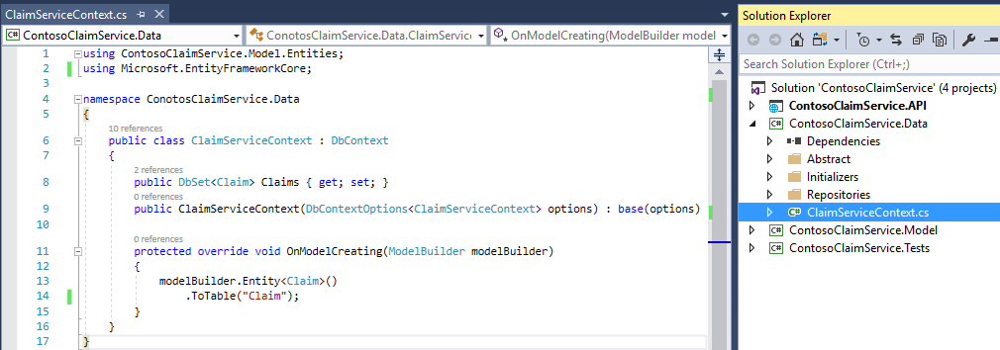 ClaimServiceContext.cs
ContosoClaimService.Data
ConotosClaimService.Data.ClaimService
OnModelCreating(ModelBuilder model
1 using ContosoClaimService.Model.Entities;
2 using Microsoft.EntityFrameworkCore;
3
4 namespace ConotosClaimService.Data
5 {
10 references
6 public class ClaimServiceContext : DbContext
7 {
2 references
8 public DbSet<Claim> Claims { get; set; }
0 references
9 public ClaimServiceContext(DbContextOptions<ClaimServiceContext> options) : base(options)
10
0 references
11 protected override void OnModelCreating(ModelBuilder modelBuilder)
12 {
13 modelBuilder.Entity<Claim>()
14 .ToTable("Claim");
15 }
16 }
17 }
Solution Explorer
Search Solution Explorer (Ctrl+;)
Solution 'ContosoClaimService' (4 projects)
ContosoClaimService.API
C# ContosoClaimService.Data
Dependencies
Abstract
Initializers
Repositories
C# ClaimServiceContext.cs
C# ContosoClaimService.Model
C# ContosoClaimService.Tests